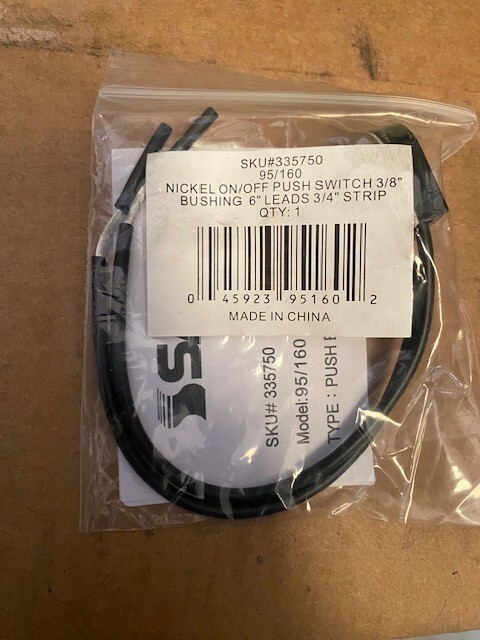 SKU#335750
95/160
NICKEL ON/OFF PUSH SWITCH 3/8"
BUSHING 6" LEADS 3/4" STRIP
QTY: 1
0 45923 95160 2
MADE IN CHINA
SKU# 335750
Model:95/160
TYPE : PUSH